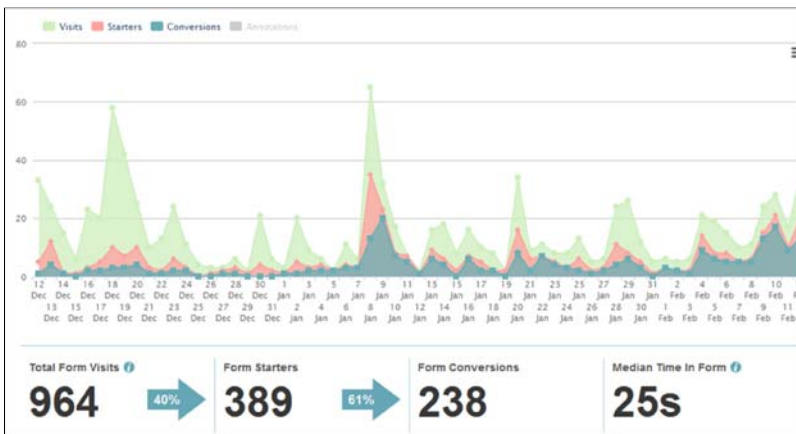 Visits Starters Conversions Annotations
80
60
40
20
0
12 14 16 18 20 22 24 26 28 30 1 3 5 7 9 11 13 15 17 19 21 23 25 27 29 31 2 4 6 8 10
Dec Dec Dec Dec Dec Dec Dec Dec Dec Dec Jan Jan Jan Jan Jan Jan Jan Jan Jan Jan Jan Jan Jan Jan Jan Jan Feb Feb Feb Feb Feb
13 15 17 19 21 23 25 27 29 31 2 4 6 8 10 12 14 16 18 20 22 24 26 28 30 1 3 5 7 9 11
Dec Dec Dec Dec Dec Dec Dec Dec Dec Dec Jan Jan Jan Jan Jan Jan Jan Jan Jan Jan Jan Jan Jan Jan Jan Feb Feb Feb Feb Feb Feb
Total Form Visits Form Starters Form Conversions Median Time In Form
964 40% 389 61% 238 25s